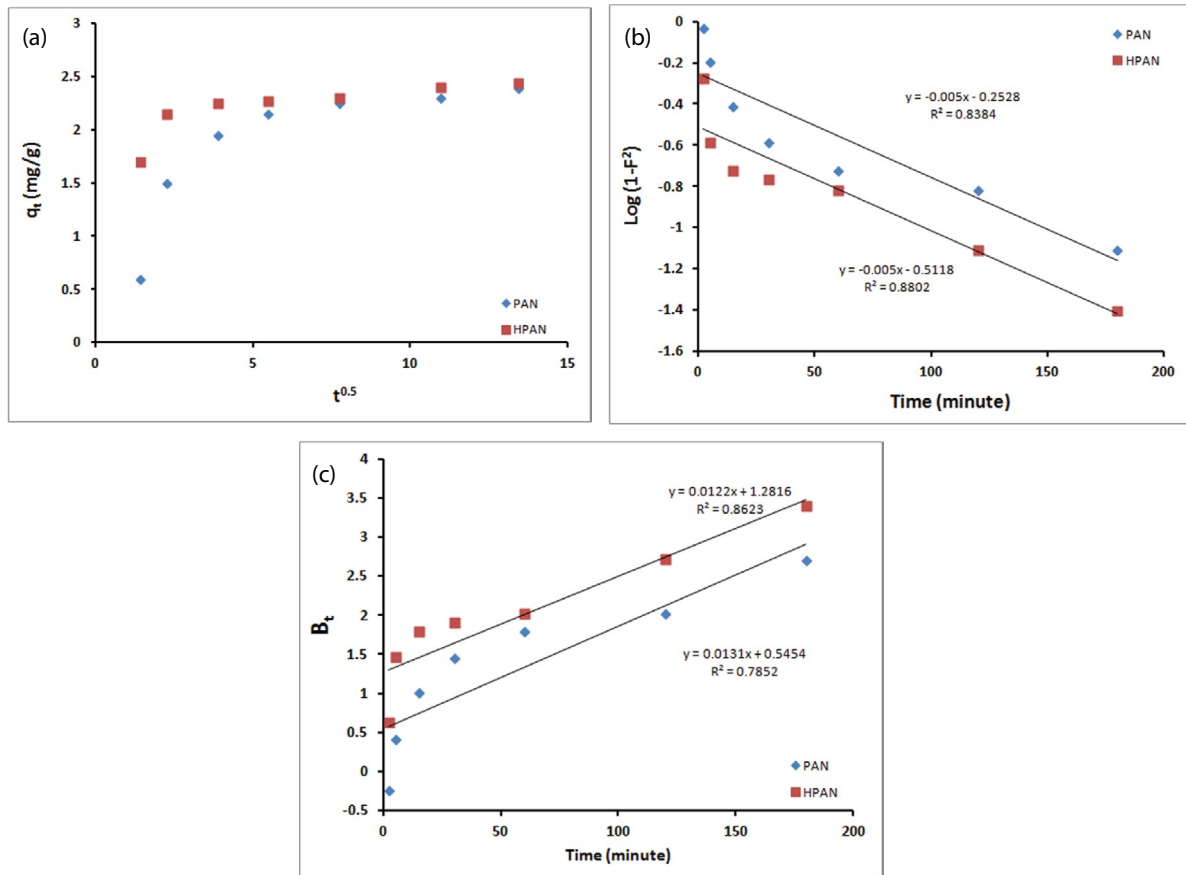 (a)
3
2.5
2
1.5
1
0.5
0
0
5
10
15
qt (mg/g)
t0.5
PAN
HPAN
(b)
0
-0.2
-0.4
-0.6
-0.8
-1
-1.2
-1.4
-1.6
0
50
100
150
200
Log (1-F²)
Time (minute)
PAN
HPAN
y = -0.005x - 0.2528
R² = 0.8384
y = -0.005x - 0.5118
R² = 0.8802
(c)
4
3.5
3
2.5
2
1.5
1
0.5
0
-0.5
0
50
100
150
200
Bt
Time (minute)
y = 0.0122x + 1.2816
R² = 0.8623
y = 0.0131x + 0.5454
R² = 0.7852
PAN
HPAN